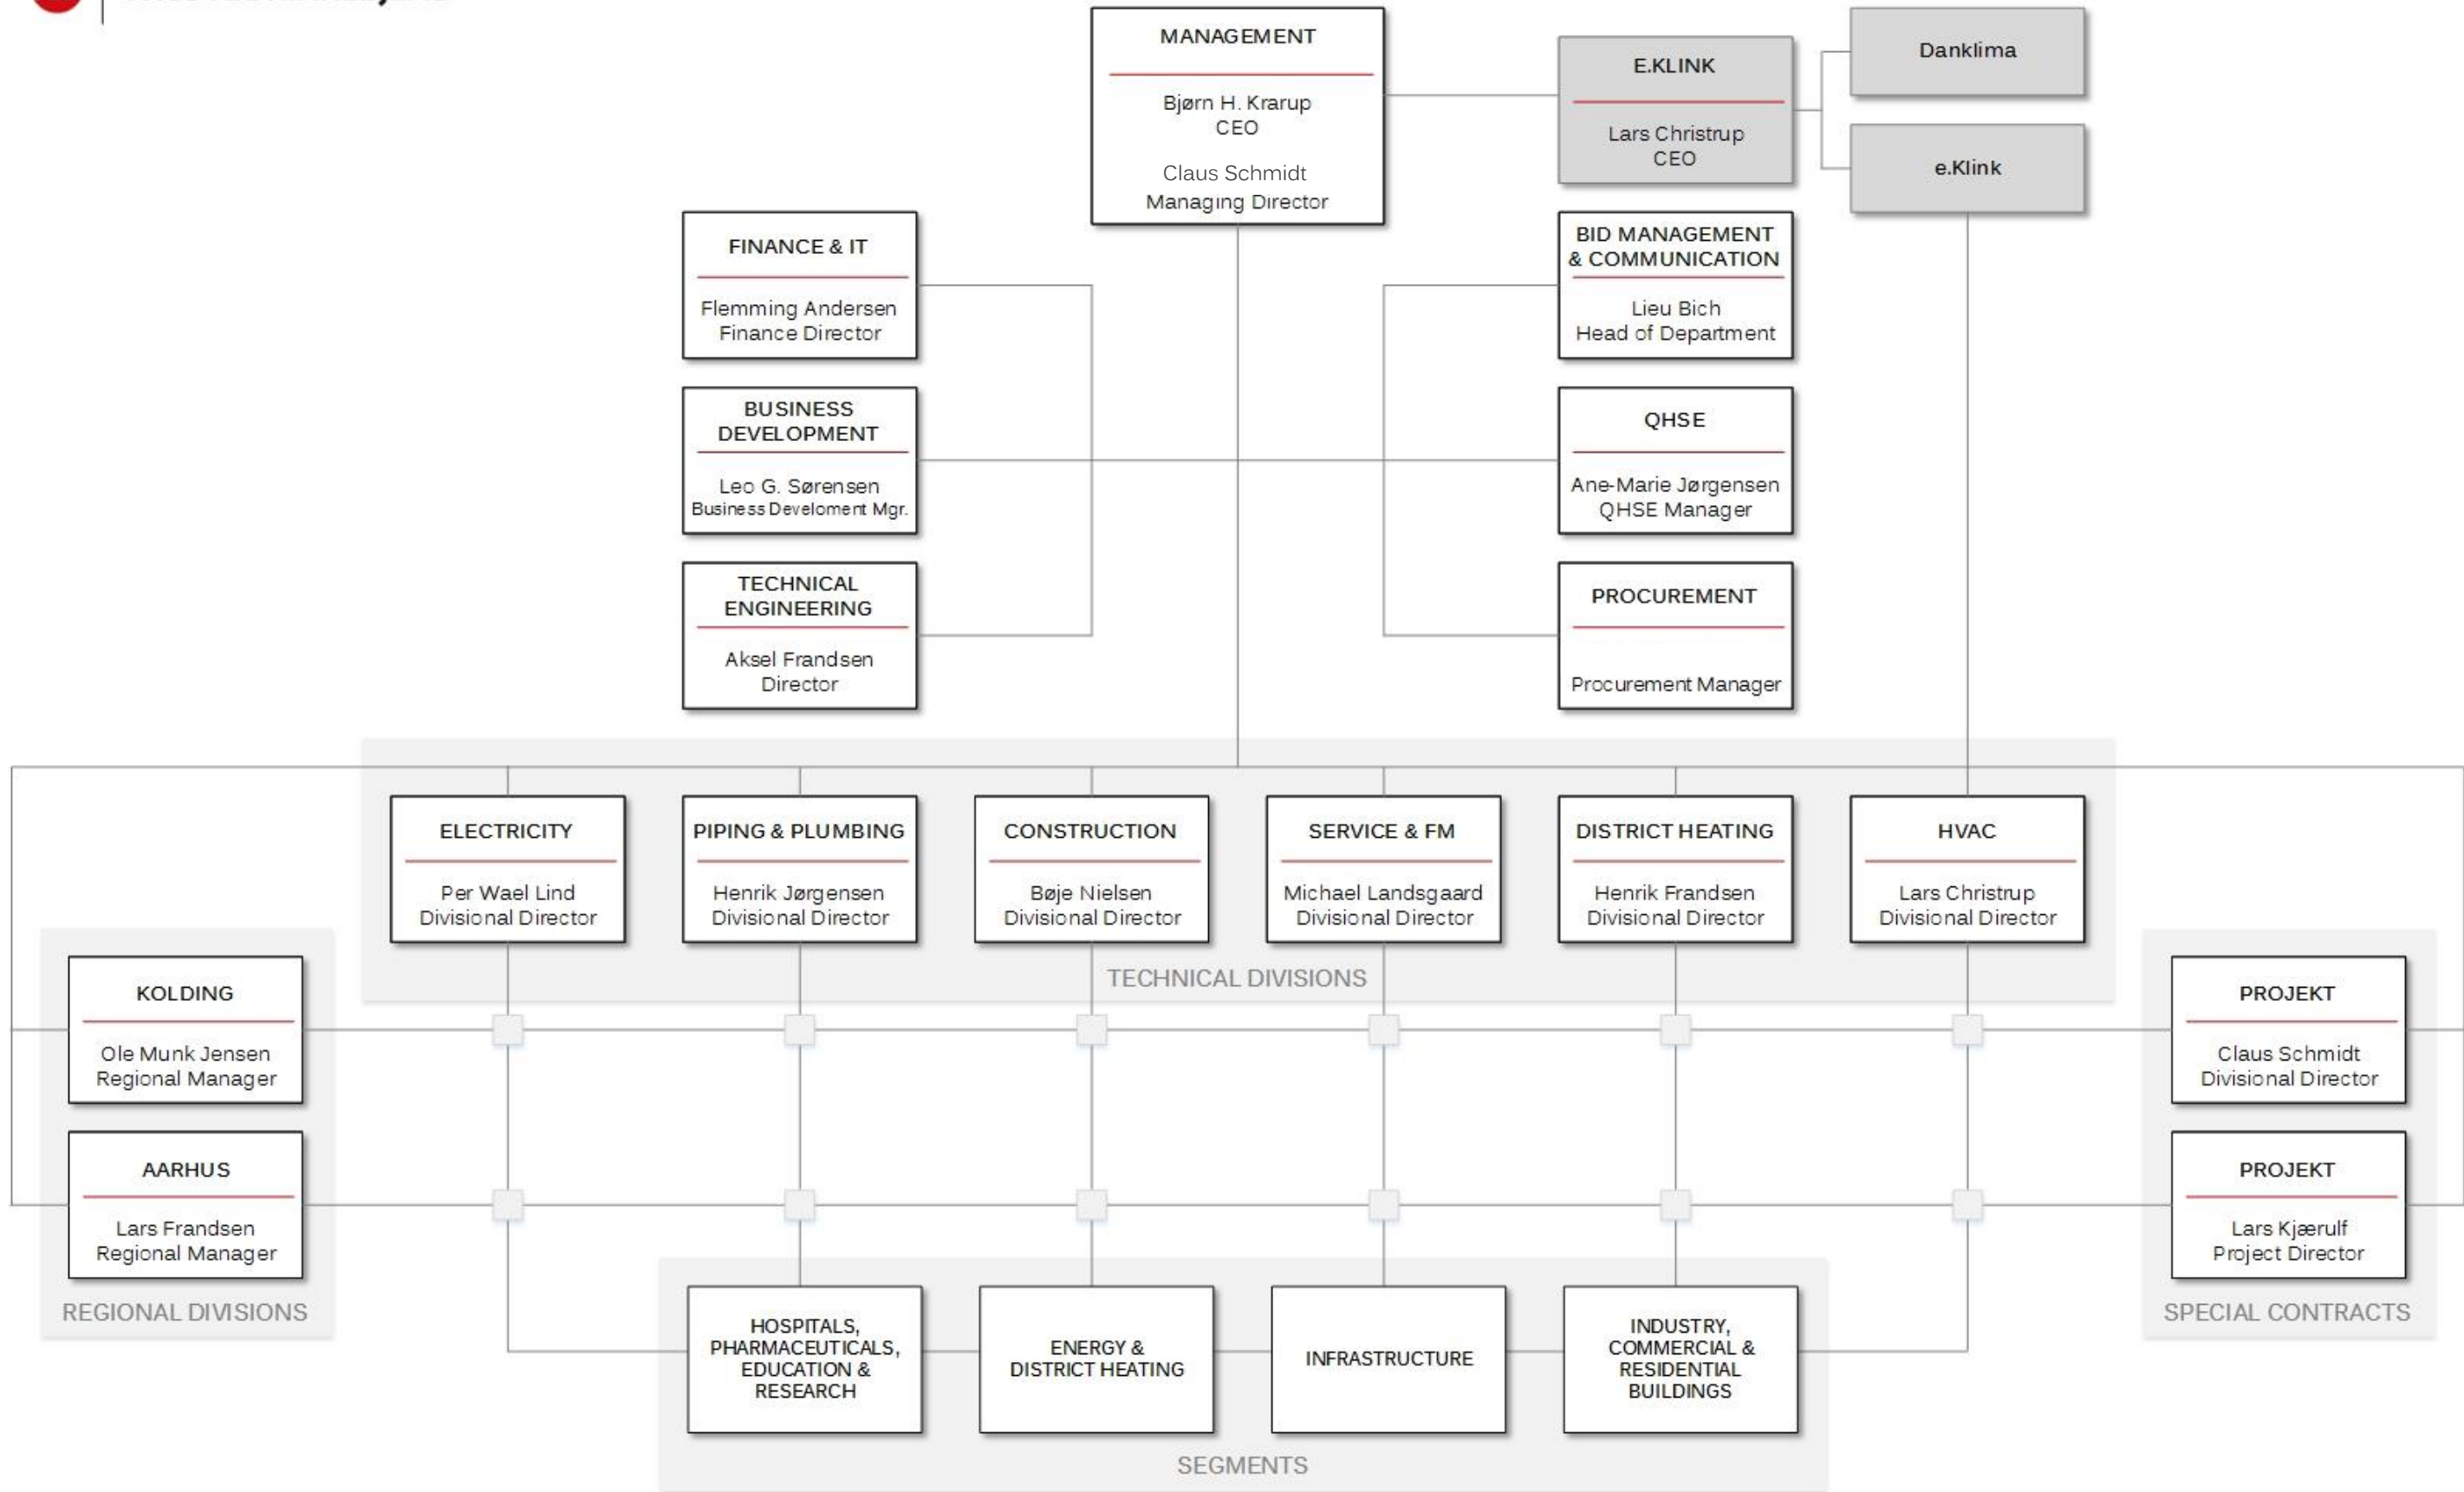 MANAGEMENT
Bjørn H. Krarup
CEO
Claus Schmidt
Managing Director
E.KLINK
Lars Christrup
CEO
Danklima
e.Klink
FINANCE & IT
Flemming Andersen
Finance Director
BID MANAGEMENT
& COMMUNICATION
Lieu Bich
Head of Department
BUSINESS
DEVELOPMENT
Leo G. Sørensen
Business Develoment Mgr.
QHSE
Ane-Marie Jørgensen
QHSE Manager
TECHNICAL
ENGINEERING
Aksel Frandsen
Director
PROCUREMENT
Procurement Manager
ELECTRICITY
Per Wael Lind
Divisional Director
PIPING & PLUMBING
Henrik Jørgensen
Divisional Director
CONSTRUCTION
Bøje Nielsen
Divisional Director
SERVICE & FM
Michael Landsgaard
Divisional Director
DISTRICT HEATING
Henrik Frandsen
Divisional Director
HVAC
Lars Christrup
Divisional Director
TECHNICAL DIVISIONS
KOLDING
Ole Munk Jensen
Regional Manager
AARHUS
Lars Frandsen
Regional Manager
REGIONAL DIVISIONS
PROJEKT
Claus Schmidt
Divisional Director
PROJEKT
Lars Kjærulf
Project Director
SPECIAL CONTRACTS
HOSPITALS,
PHARMACEUTICALS,
EDUCATION &
RESEARCH
ENERGY &
DISTRICT HEATING
INFRASTRUCTURE
INDUSTRY,
COMMERCIAL &
RESIDENTIAL
BUILDINGS
SEGMENTS